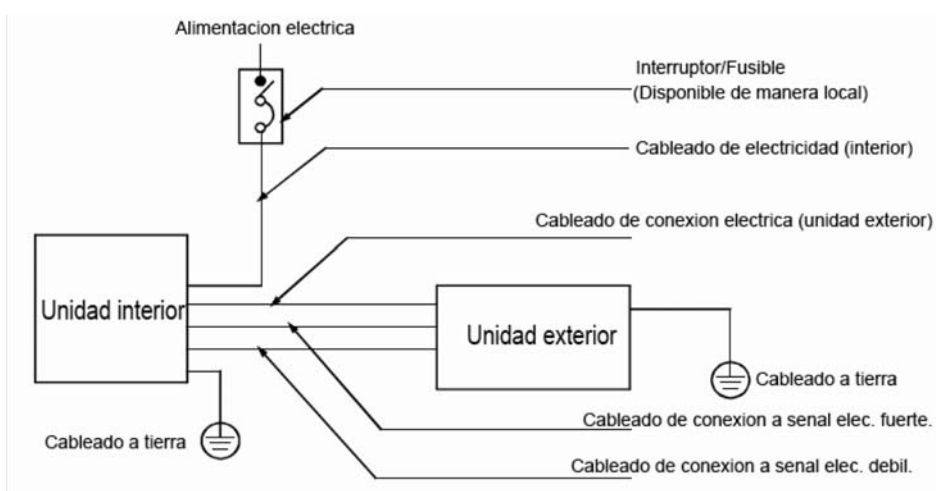 Alimentacion electrica
Interruptor/Fusible
(Disponible de manera local)
Cableado de electricidad (interior)
Cableado de conexion electrica (unidad exterior)
Unidad interior
Unidad exterior
Cableado a tierra
Cableado de conexion a senal elec. fuerte.
Cableado a tierra
Cableado de conexion a senal elec. debil.